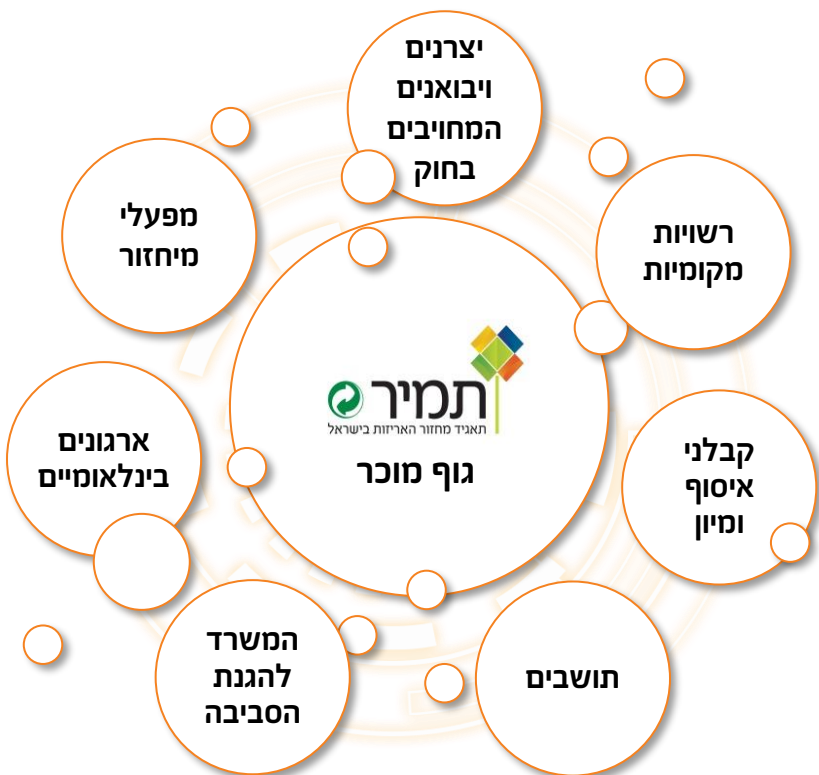 יצרנים
ויבואנים
המחויבים
בחוק
רשויות
מקומיות
קבלני
איסוף
ומיון
תושבים
המשרד
להגנת
הסביבה
ארגונים
בינלאומיים
מפעלי
מיחזור
תמיר
תאגיד מחזור האריזות בישראל
גוף מוכר